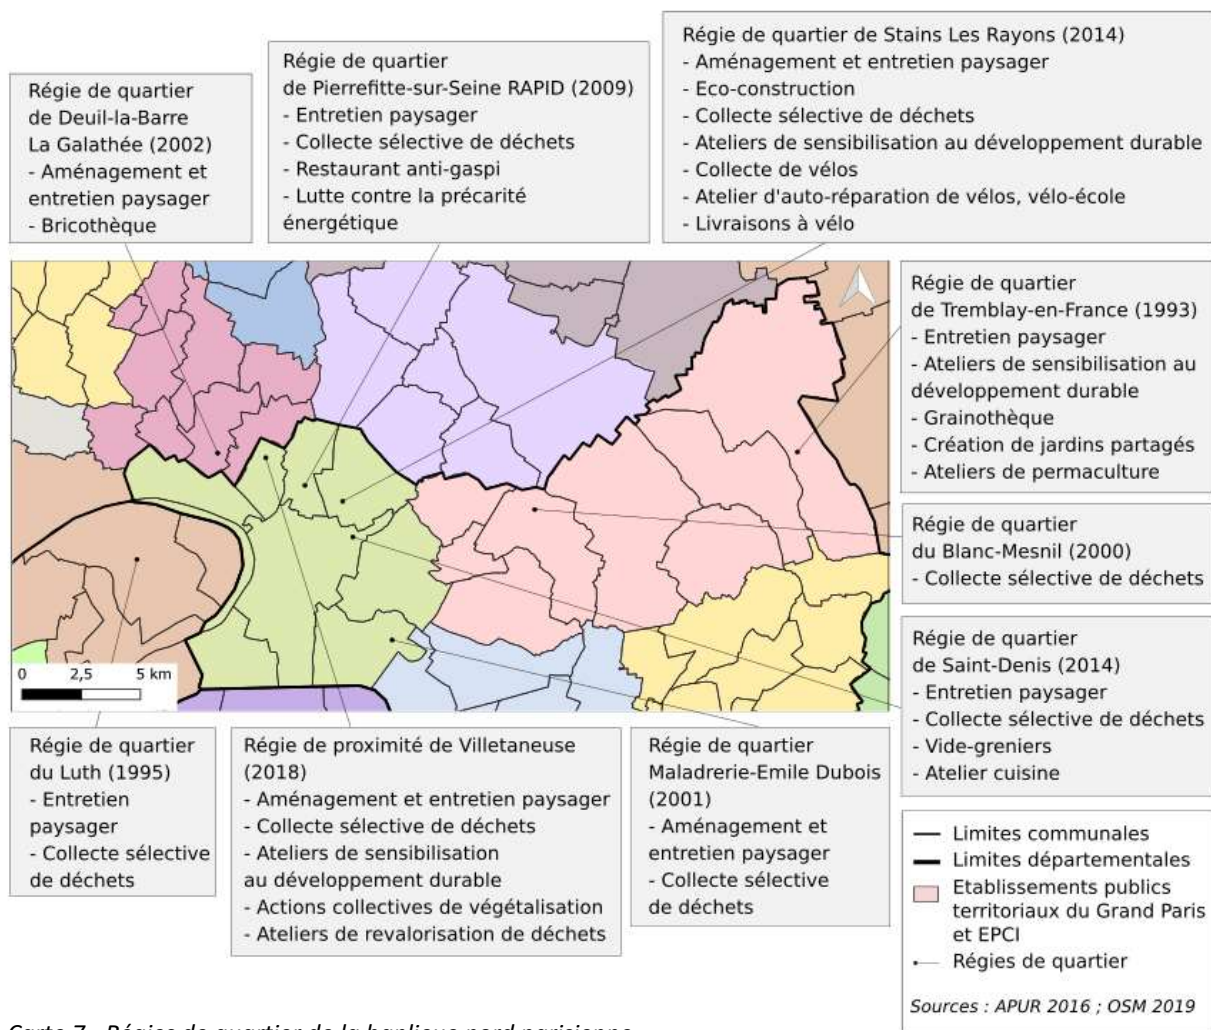 Régie de quartier
de Deuil-la-Barre
La Galathée (2002)
- Aménagement et
entretien paysager
- Bricothèque
Régie de quartier
de Pierrefitte-sur-Seine RAPID (2009)
- Entretien paysager
- Collecte sélective de déchets
- Restaurant anti-gaspi
- Lutte contre la précarité
énergétique
Régie de quartier de Stains Les Rayons (2014)
- Aménagement et entretien paysager
- Eco-construction
- Collecte sélective de déchets
- Ateliers de sensibilisation au développement durable
- Collecte de vélos
- Atelier d'auto-réparation de vélos, vélo-école
- Livraisons à vélo
Régie de quartier
de Tremblay-en-France (1993)
- Entretien paysager
- Ateliers de sensibilisation au
développement durable
- Grainothèque
- Création de jardins partagés
- Ateliers de permaculture
Régie de quartier
du Blanc-Mesnil (2000)
- Collecte sélective de déchets
Régie de quartier
de Saint-Denis (2014)
- Entretien paysager
- Collecte sélective de déchets
- Vide-greniers
- Atelier cuisine
0 2,5 5 km
Régie de quartier
du Luth (1995)
- Entretien
paysager
- Collecte sélective
de déchets
Régie de proximité de Villetaneuse
(2018)
- Aménagement et entretien paysager
- Collecte sélective de déchets
- Ateliers de sensibilisation
au développement durable
- Actions collectives de végétalisation
- Ateliers de revalorisation de déchets
Régie de quartier
Maladrerie-Emile Dubois
(2001)
- Aménagement et
entretien paysager
- Collecte sélective
de déchets
Limites communales
Limites départementales
Etablissements publics
territoriaux du Grand Paris
et EPCI
Régies de quartier
Sources : APUR 2016 ; OSM 2019
Carte 7 - Régies de quartier de la banlieue nord parisienne